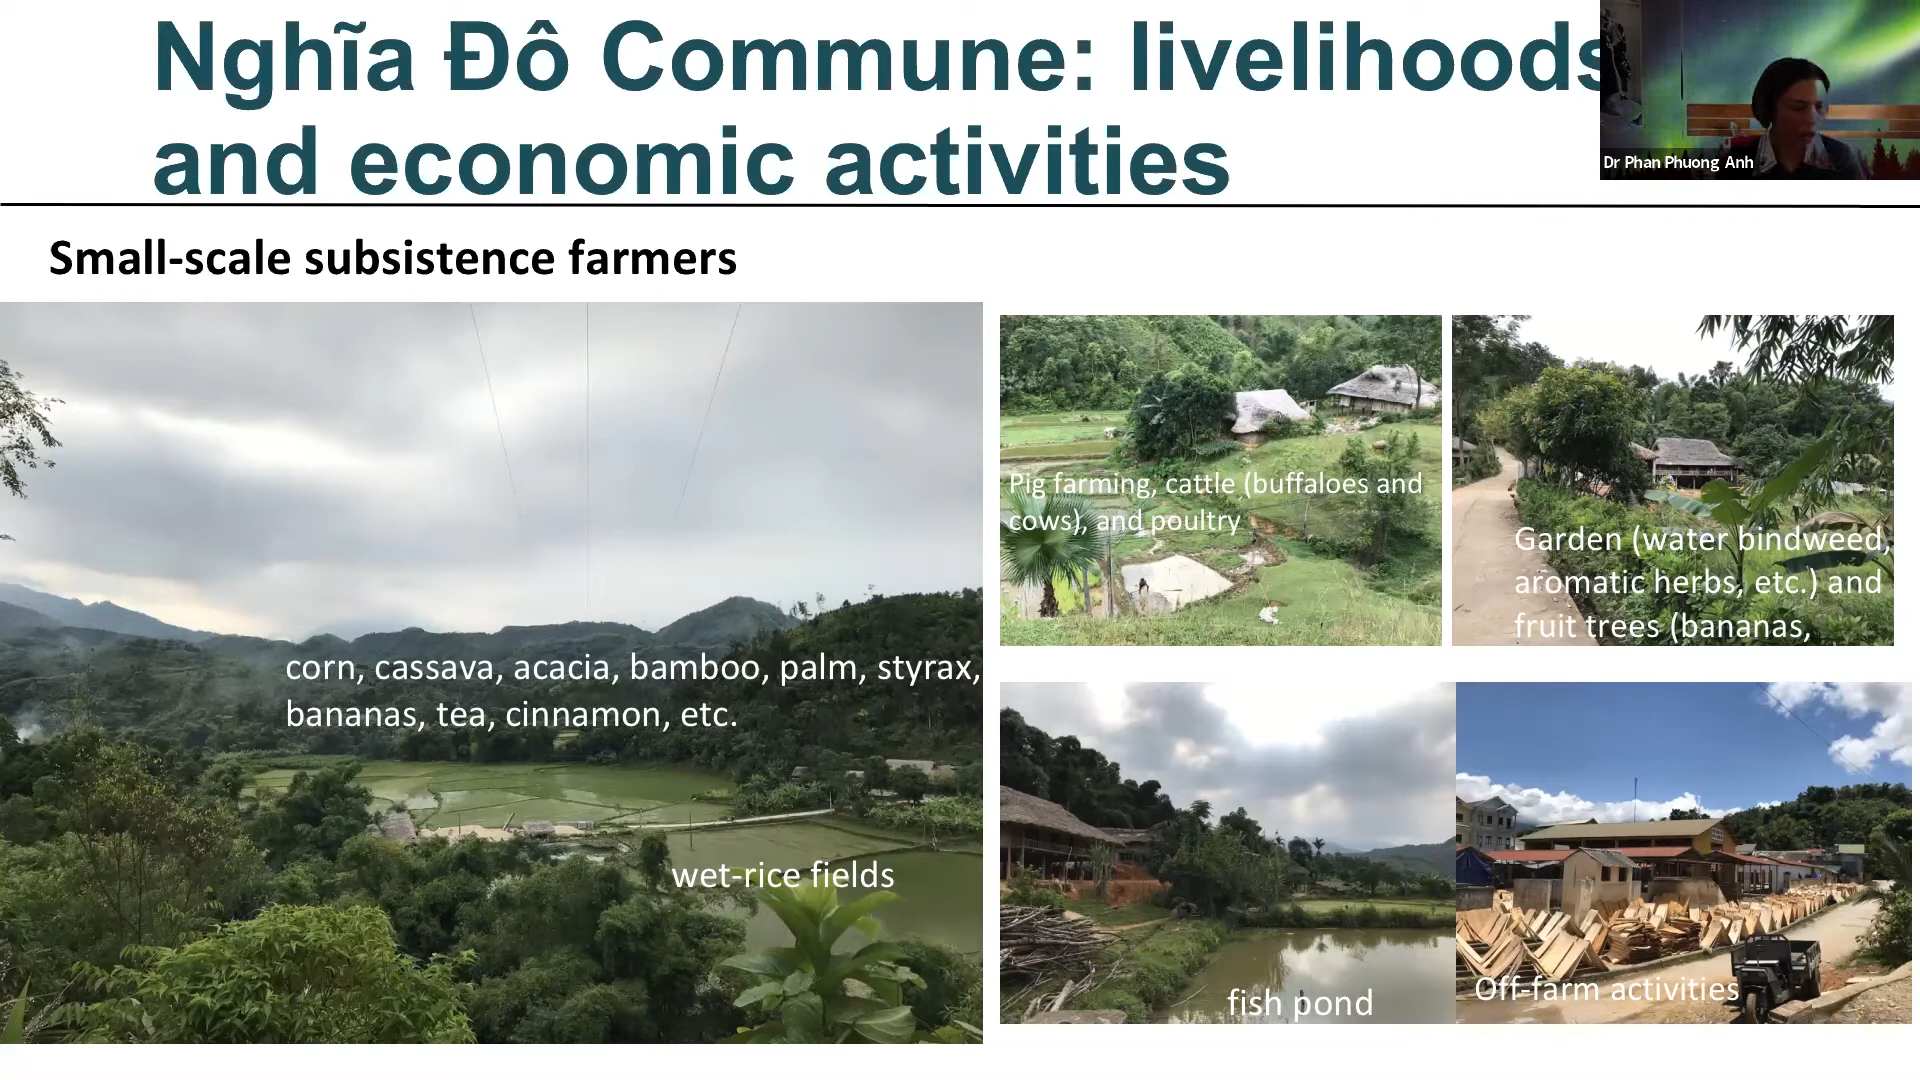 Nghĩa Đô Commune: livelihoods
and economic activities
Dr Phan Phuong Anh
Small-scale subsistence farmers
corn, cassava, acacia, bamboo, palm, styrax,
bananas, tea, cinnamon, etc.
wet-rice fields
Pig farming, cattle (buffaloes and
cows), and poultry
Garden (water bindweed,
aromatic herbs, etc.) and
fruit trees (bananas,
fish pond
Off-farm activities